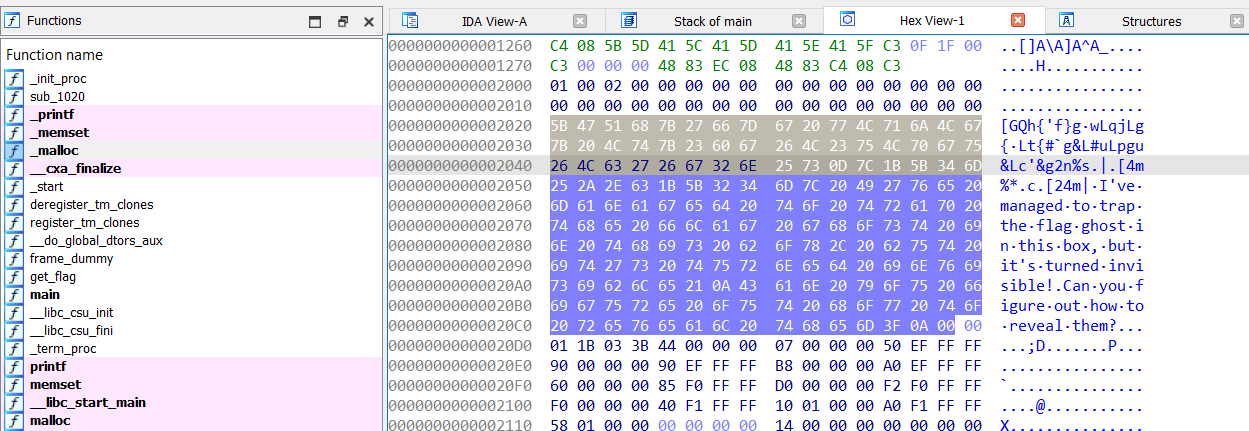 Functions
IDA View-A
Stack of main
Hex View-1
Structures
Function name
_init_proc
sub_1020
_printf
_memset
_malloc
__cxa_finalize
_start
deregister_tm_clones
register_tm_clones
__do_global_dtors_aux
frame_dummy
get_flag
main
__libc_csu_init
__libc_csu_fini
_term_proc
printf
memset
__libc_start_main
malloc
0000000000001260 C4 08 5B 5D 41 5C 41 5D 41 5E 41 5F C3 0F 1F 00 ..[]A\A]A^A_....
0000000000001270 C3 00 00 00 48 83 EC 08 48 83 C4 08 C3 ....H...........
0000000000002000 01 00 02 00 00 00 00 00 00 00 00 00 00 00 00 00 ................
0000000000002010 00 00 00 00 00 00 00 00 00 00 00 00 00 00 00 00 ................
0000000000002020 5B 47 51 68 7B 27 66 7D 67 20 77 4C 71 6A 4C 67 [GQh{'f}g·wLqjLg
0000000000002030 7B 20 4C 74 7B 23 60 67 26 4C 23 75 4C 70 67 75 {·Lt{#`g&L#uLpgu
0000000000002040 26 4C 63 27 26 67 32 6E 25 73 0D 7C 1B 5B 34 6D &Lc'&g2n%s.|.[4m
0000000000002050 25 2A 2E 63 1B 5B 32 34 6D 7C 20 49 27 76 65 20 %*.c.[24m|·I've·
0000000000002060 6D 61 6E 61 67 65 64 20 74 6F 20 74 72 61 70 20 managed·to·trap·
0000000000002070 74 68 65 20 66 6C 61 67 20 67 68 6F 73 74 20 69 the·flag·ghost·i
0000000000002080 6E 20 74 68 69 73 20 62 6F 78 2C 20 62 75 74 20 n·this·box,·but·
0000000000002090 69 74 27 73 20 74 75 72 6E 65 64 20 69 6E 76 69 it's·turned·invi
00000000000020A0 73 69 62 6C 65 21 0A 43 61 6E 20 79 6F 75 20 66 sible!.Can·you·f
00000000000020B0 69 67 75 72 65 20 6F 75 74 20 68 6F 77 20 74 6F igure·out·how·to
00000000000020C0 20 72 65 76 65 61 6C 20 74 68 65 6D 3F 0A 00 00 ·reveal·them?...
00000000000020D0 01 1B 03 3B 44 00 00 00 07 00 00 00 50 EF FF FF ...;D.......P...
00000000000020E0 90 00 00 00 90 EF FF FF B8 00 00 00 A0 EF FF FF ................
00000000000020F0 60 00 00 00 85 F0 FF FF D0 00 00 00 F2 F0 FF FF `...............
0000000000002100 F0 00 00 00 40 F1 FF FF 10 01 00 00 A0 F1 FF FF ....@...........
0000000000002110 58 01 00 00 00 00 00 00 14 00 00 00 00 00 00 00 X...............